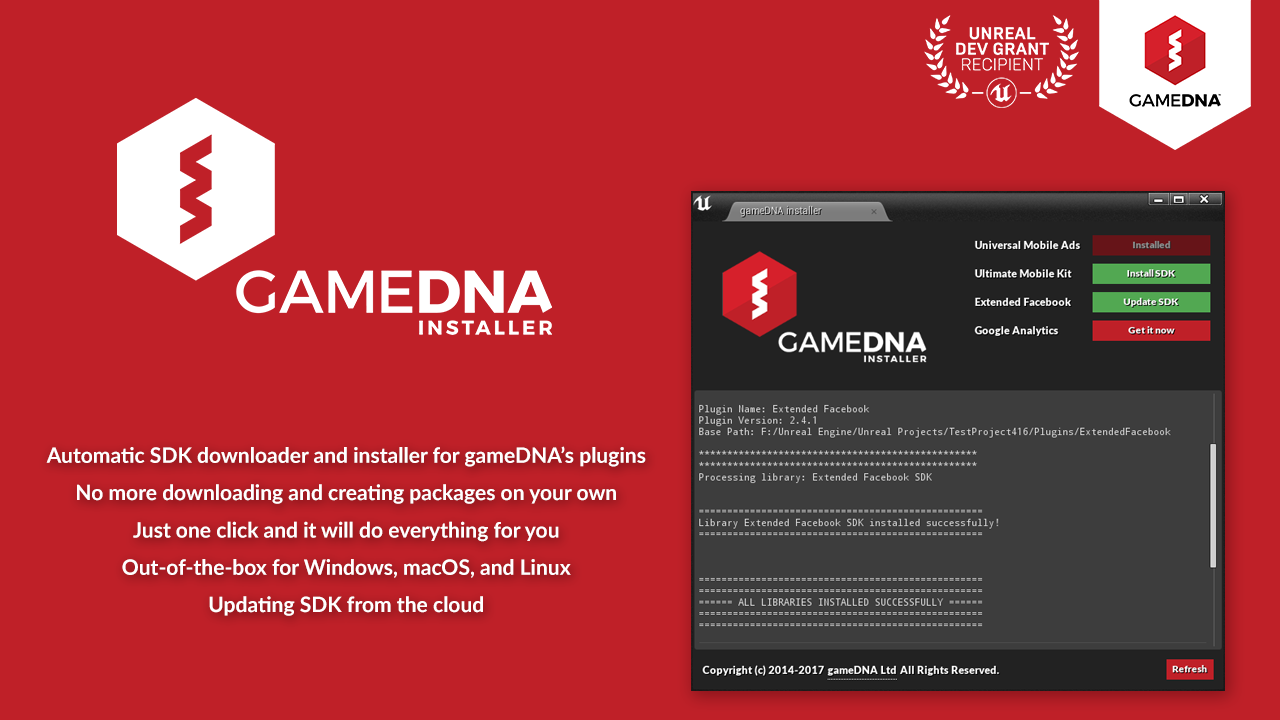 UNREAL
DEV GRANT
RECIPIENT
GAMEDNA™
GAMEDNA
INSTALLER
Automatic SDK downloader and installer for gameDNA's plugins
No more downloading and creating packages on your own
Just one click and it will do everything for you
Out-of-the-box for Windows, macOS, and Linux
Updating SDK from the cloud
gameDNA installer
Universal Mobile Ads Installed
Ultimate Mobile Kit Install SDK
Extended Facebook Update SDK
Google Analytics Get it now
GAMEDNA
INSTALLER
Plugin Name: Extended Facebook
Plugin Version: 2.4.1
Base Path: F:/Unreal Engine/Unreal Projects/TestProject416/Plugins/ExtendedFacebook
*************************************************
*************************************************
Processing library: Extended Facebook SDK
==================================================
Library Extended Facebook SDK installed successfully!
==================================================
==================================================
==================================================
====== ALL LIBRARIES INSTALLED SUCCESSFULLY ======
==================================================
==================================================
Copyright (c) 2014-2017 gameDNA Ltd All Rights Reserved.
Refresh